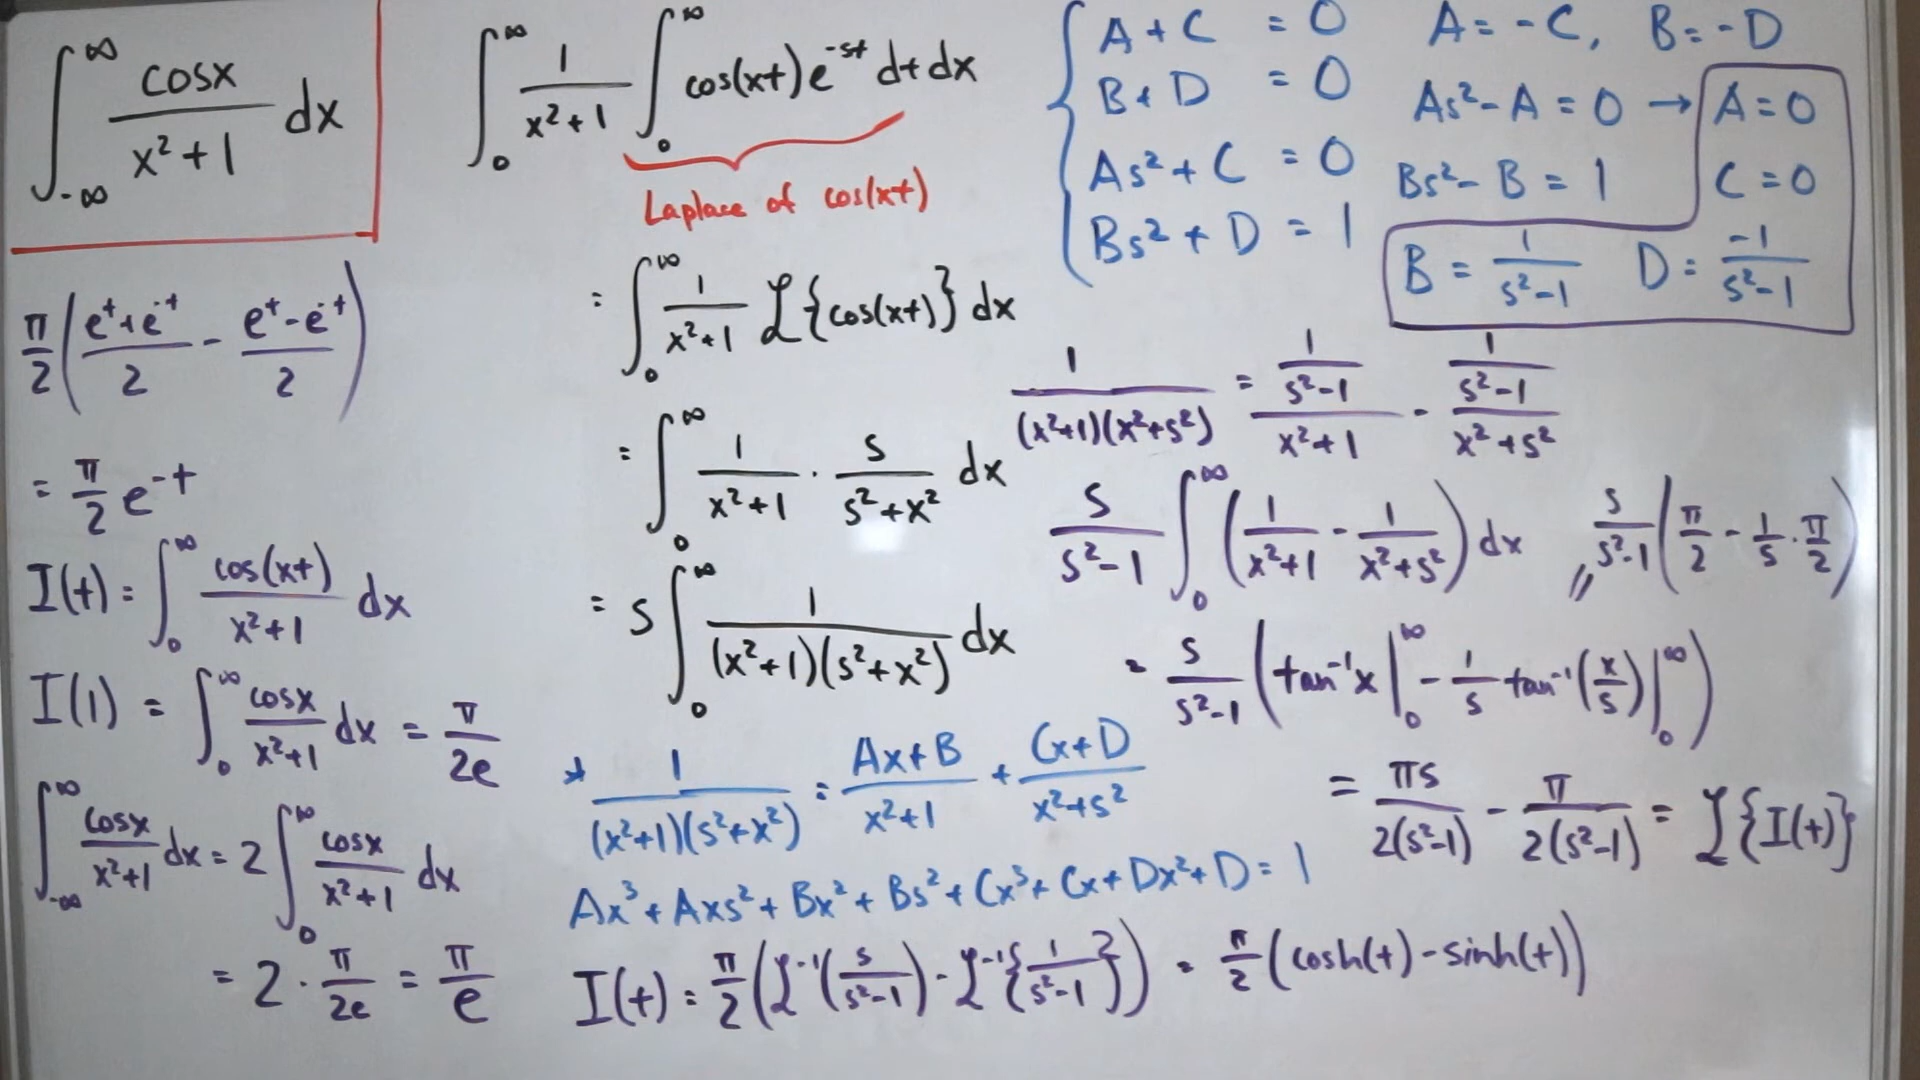 ∫_{-∞}^{∞} cosx/(x²+1) dx
∫_0^∞ 1/(x²+1) ∫_0^∞ cos(xt)e^{-st} dt dx
Laplace of cos(xt)
= ∫_0^∞ 1/(x²+1) ℒ{cos(xt)} dx
= ∫_0^∞ 1/(x²+1) · s/(s²+x²) dx
= s ∫_0^∞ 1/((x²+1)(s²+x²)) dx
* 1/((x²+1)(s²+x²)) = (Ax+B)/(x²+1) + (Cx+D)/(x²+s²)
Ax³+Axs²+Bx²+Bs²+Cx³+Cx+Dx²+D=1
{ A+C = 0
B+D = 0
As²+C = 0
Bs²+D = 1
A=-C, B=-D
As²-A=0 → A=0
Bs²-B=1 C=0
B = 1/(s²-1) D = -1/(s²-1)
1/((x²+1)(x²+s²)) = (1/(s²-1))/(x²+1) - (1/(s²-1))/(x²+s²)
s/(s²-1) ∫_0^∞ (1/(x²+1) - 1/(x²+s²)) dx
= s/(s²-1) (tan⁻¹x|_0^∞ - 1/s tan⁻¹(x/s)|_0^∞)
= s/(s²-1) (π/2 - 1/s · π/2)
= πs/(2(s²-1)) - π/(2(s²-1)) = ℒ{I(t)}
I(t) = π/2 (ℒ⁻¹(s/(s²-1)) - ℒ⁻¹{1/(s²-1)}) = π/2 (cosh(t)-sinh(t))
π/2 ((e^t+e^{-t})/2 - (e^t-e^{-t})/2)
= π/2 e^{-t}
I(t) = ∫_0^∞ cos(xt)/(x²+1) dx
I(1) = ∫_0^∞ cosx/(x²+1) dx = π/2e
∫_{-∞}^{∞} cosx/(x²+1) dx = 2 ∫_0^∞ cosx/(x²+1) dx
= 2 · π/2e = π/e